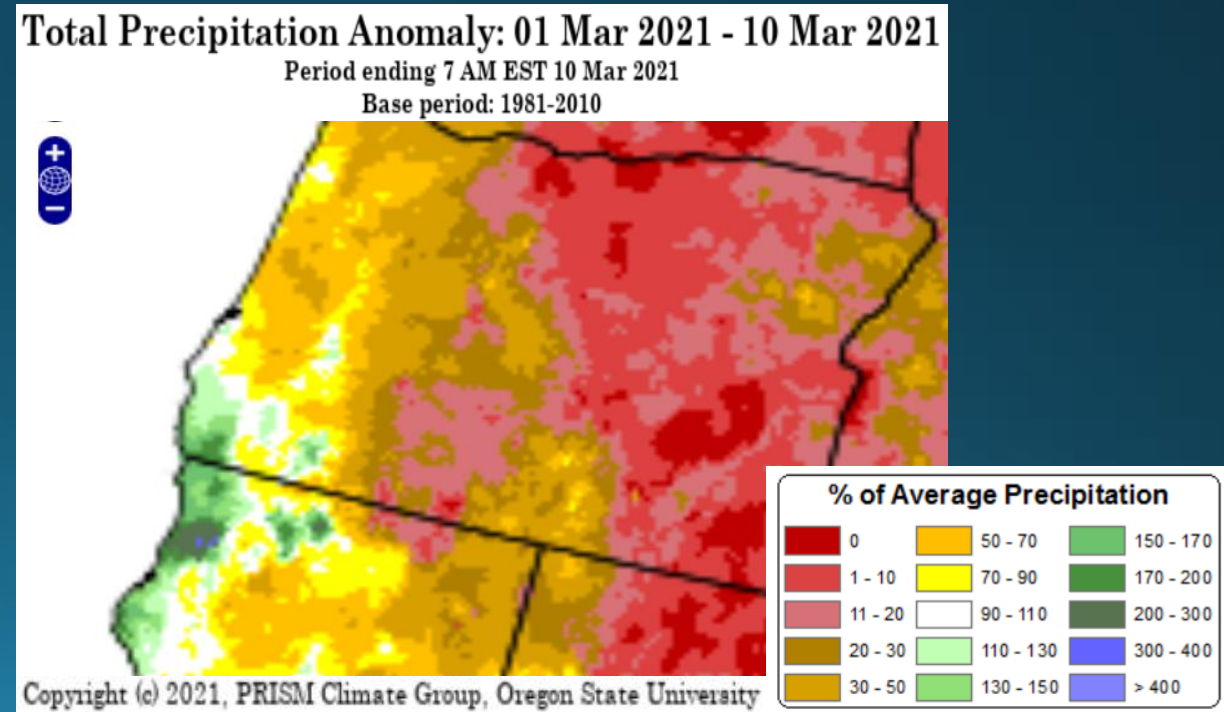 Total Precipitation Anomaly: 01 Mar 2021 - 10 Mar 2021
Period ending 7 AM EST 10 Mar 2021
Base period: 1981-2010
+
−
% of Average Precipitation
0
1 - 10
11 - 20
20 - 30
30 - 50
50 - 70
70 - 90
90 - 110
110 - 130
130 - 150
150 - 170
170 - 200
200 - 300
300 - 400
> 400
Copyright (c) 2021, PRISM Climate Group, Oregon State University